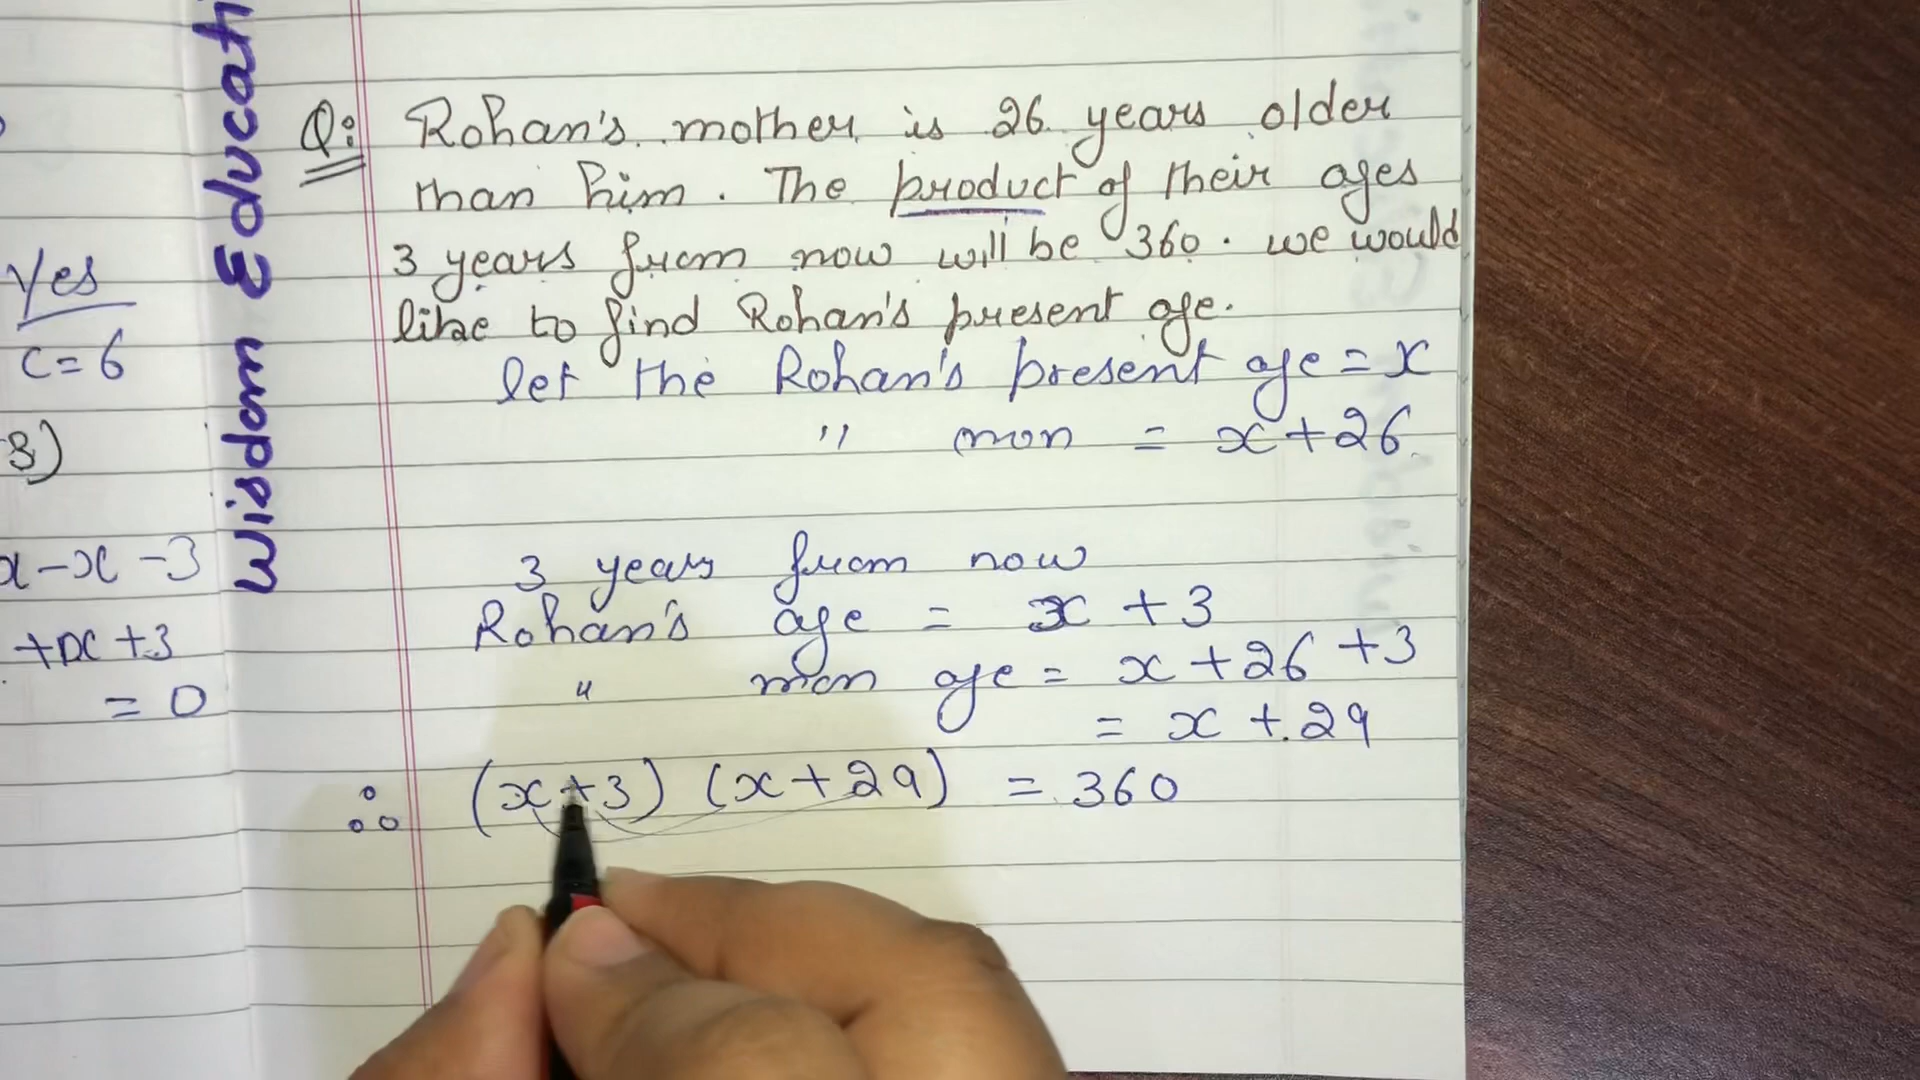 Wisdom Educati
Yes
c = 6
3)
x - x - 3
+ x + 3
= 0
Q: Rohan's mother is 26 years older
than him. The product of their ages
3 years from now will be 360. we would
like to find Rohan's present age.
let the Rohan's present age = x
" mom = x + 26
3 years from now
Rohan's age = x + 3
" mom age = x + 26 + 3
= x + 29
∴ (x + 3) (x + 29) = 360